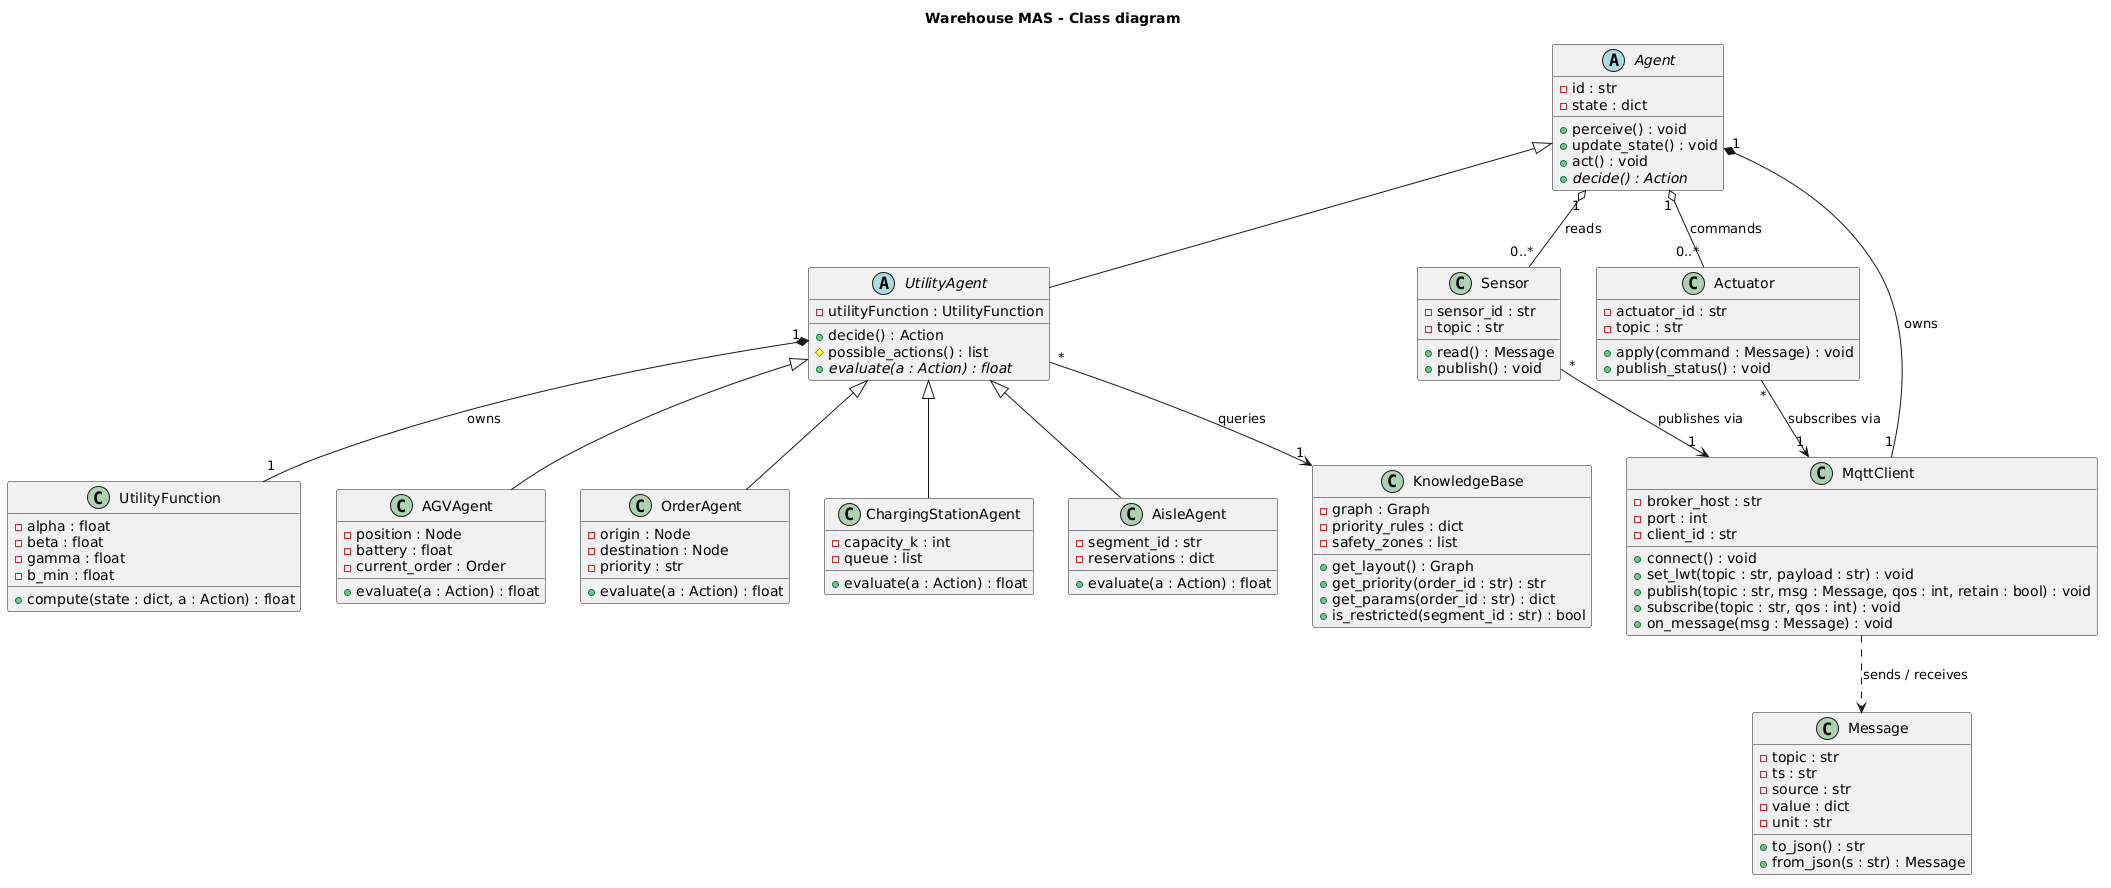 Warehouse MAS - Class diagram
A Agent
id : str
state : dict
perceive() : void
update_state() : void
act() : void
decide() : Action
1
1
1
reads
commands
0..*
0..*
owns
A UtilityAgent
utilityFunction : UtilityFunction
decide() : Action
possible_actions() : list
evaluate(a : Action) : float
1
*
C Sensor
sensor_id : str
topic : str
read() : Message
publish() : void
*
C Actuator
actuator_id : str
topic : str
apply(command : Message) : void
publish_status() : void
*
owns
queries
publishes via
subscribes via
1
1
1
1
1
C UtilityFunction
alpha : float
beta : float
gamma : float
b_min : float
compute(state : dict, a : Action) : float
C AGVAgent
position : Node
battery : float
current_order : Order
evaluate(a : Action) : float
C OrderAgent
origin : Node
destination : Node
priority : str
evaluate(a : Action) : float
C ChargingStationAgent
capacity_k : int
queue : list
evaluate(a : Action) : float
C AisleAgent
segment_id : str
reservations : dict
evaluate(a : Action) : float
C KnowledgeBase
graph : Graph
priority_rules : dict
safety_zones : list
get_layout() : Graph
get_priority(order_id : str) : str
get_params(order_id : str) : dict
is_restricted(segment_id : str) : bool
C MqttClient
broker_host : str
port : int
client_id : str
connect() : void
set_lwt(topic : str, payload : str) : void
publish(topic : str, msg : Message, qos : int, retain : bool) : void
subscribe(topic : str, qos : int) : void
on_message(msg : Message) : void
sends / receives
C Message
topic : str
ts : str
source : str
value : dict
unit : str
to_json() : str
from_json(s : str) : Message